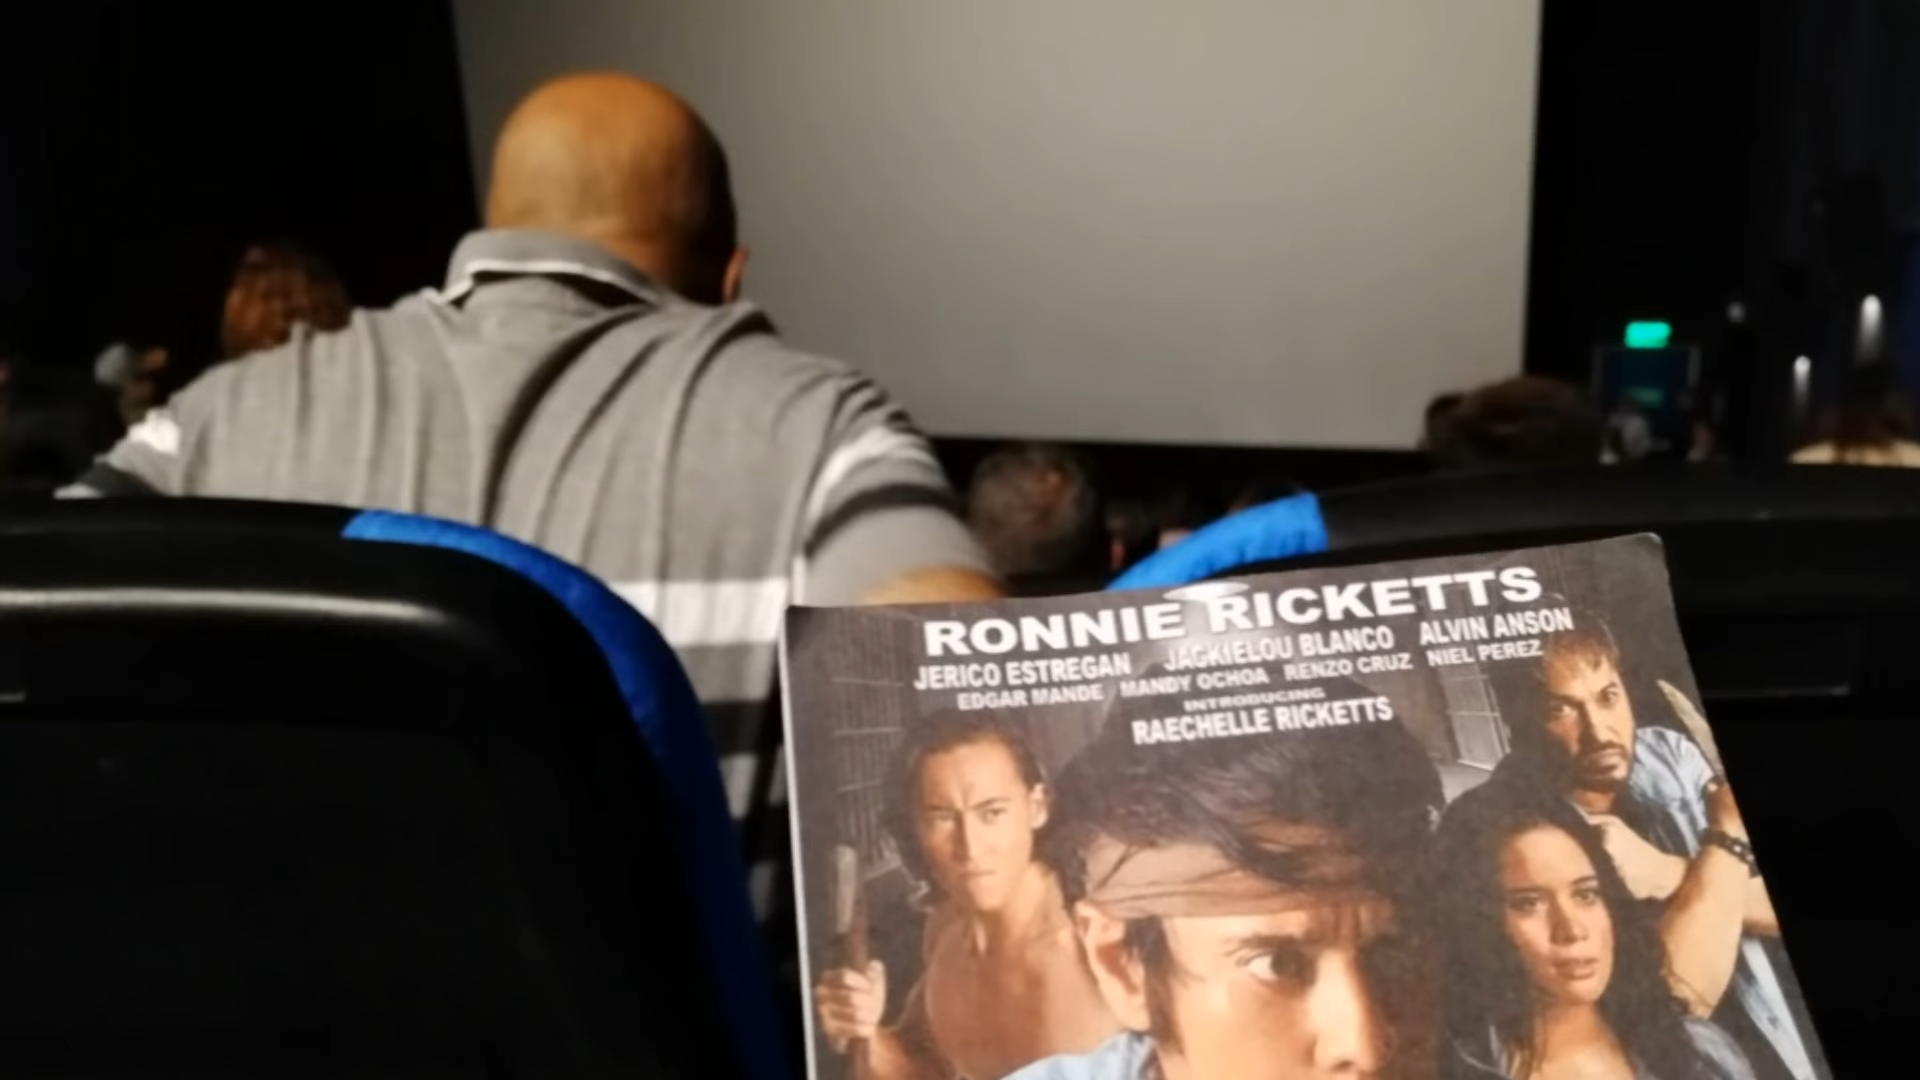 RONNIE RICKETTS
JERICO ESTREGAN JACKIELOU BLANCO ALVIN ANSON
EDGAR MANDE MANDY OCHOA RENZO CRUZ NIEL PEREZ
INTRODUCING
RAECHELLE RICKETTS